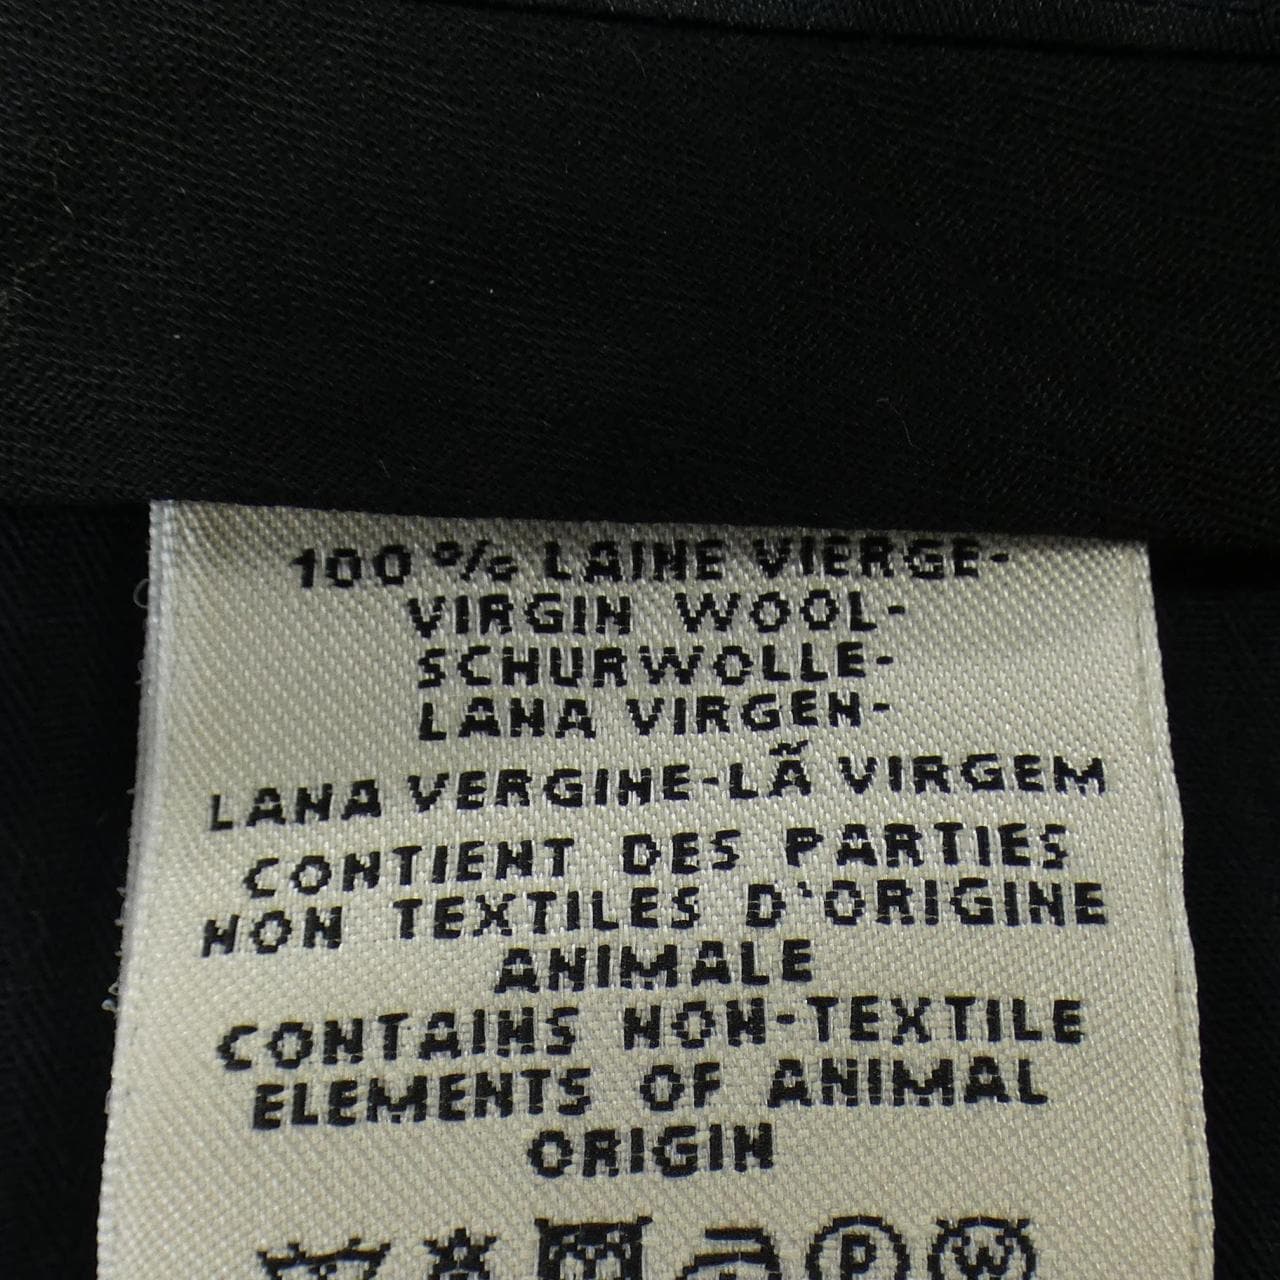 100% LAINE VIERGE-
VIRGIN WOOL-
SCHURWOLLE-
LANA VIRGEN-
LANA VERGINE-LÃ VIRGEM
CONTIENT DES PARTIES
NON TEXTILES D'ORIGINE
ANIMALE
CONTAINS NON-TEXTILE
ELEMENTS OF ANIMAL
ORIGIN
P W